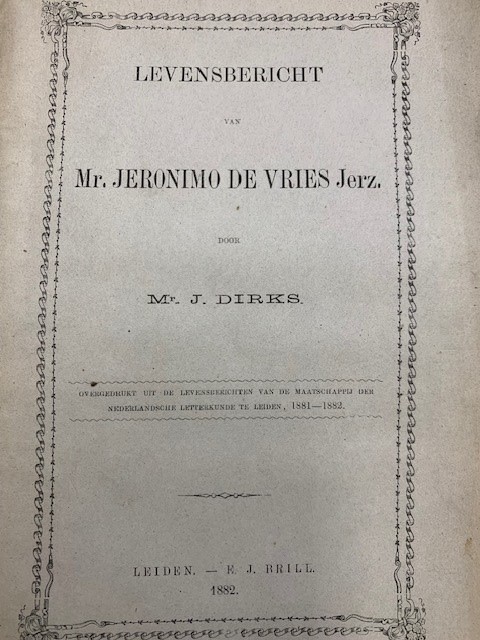 LEVENSBERICHT
VAN
Mr. JERONIMO DE VRIES Jerz.
DOOR
Mr. J. DIRKS.
OVERGEDRUKT UIT DE LEVENSBERICHTEN VAN DE MAATSCHAPPIJ DER
NEDERLANDSCHE LETTERKUNDE TE LEIDEN, 1881—1882.
LEIDEN. — E. J. BRILL.
1882.